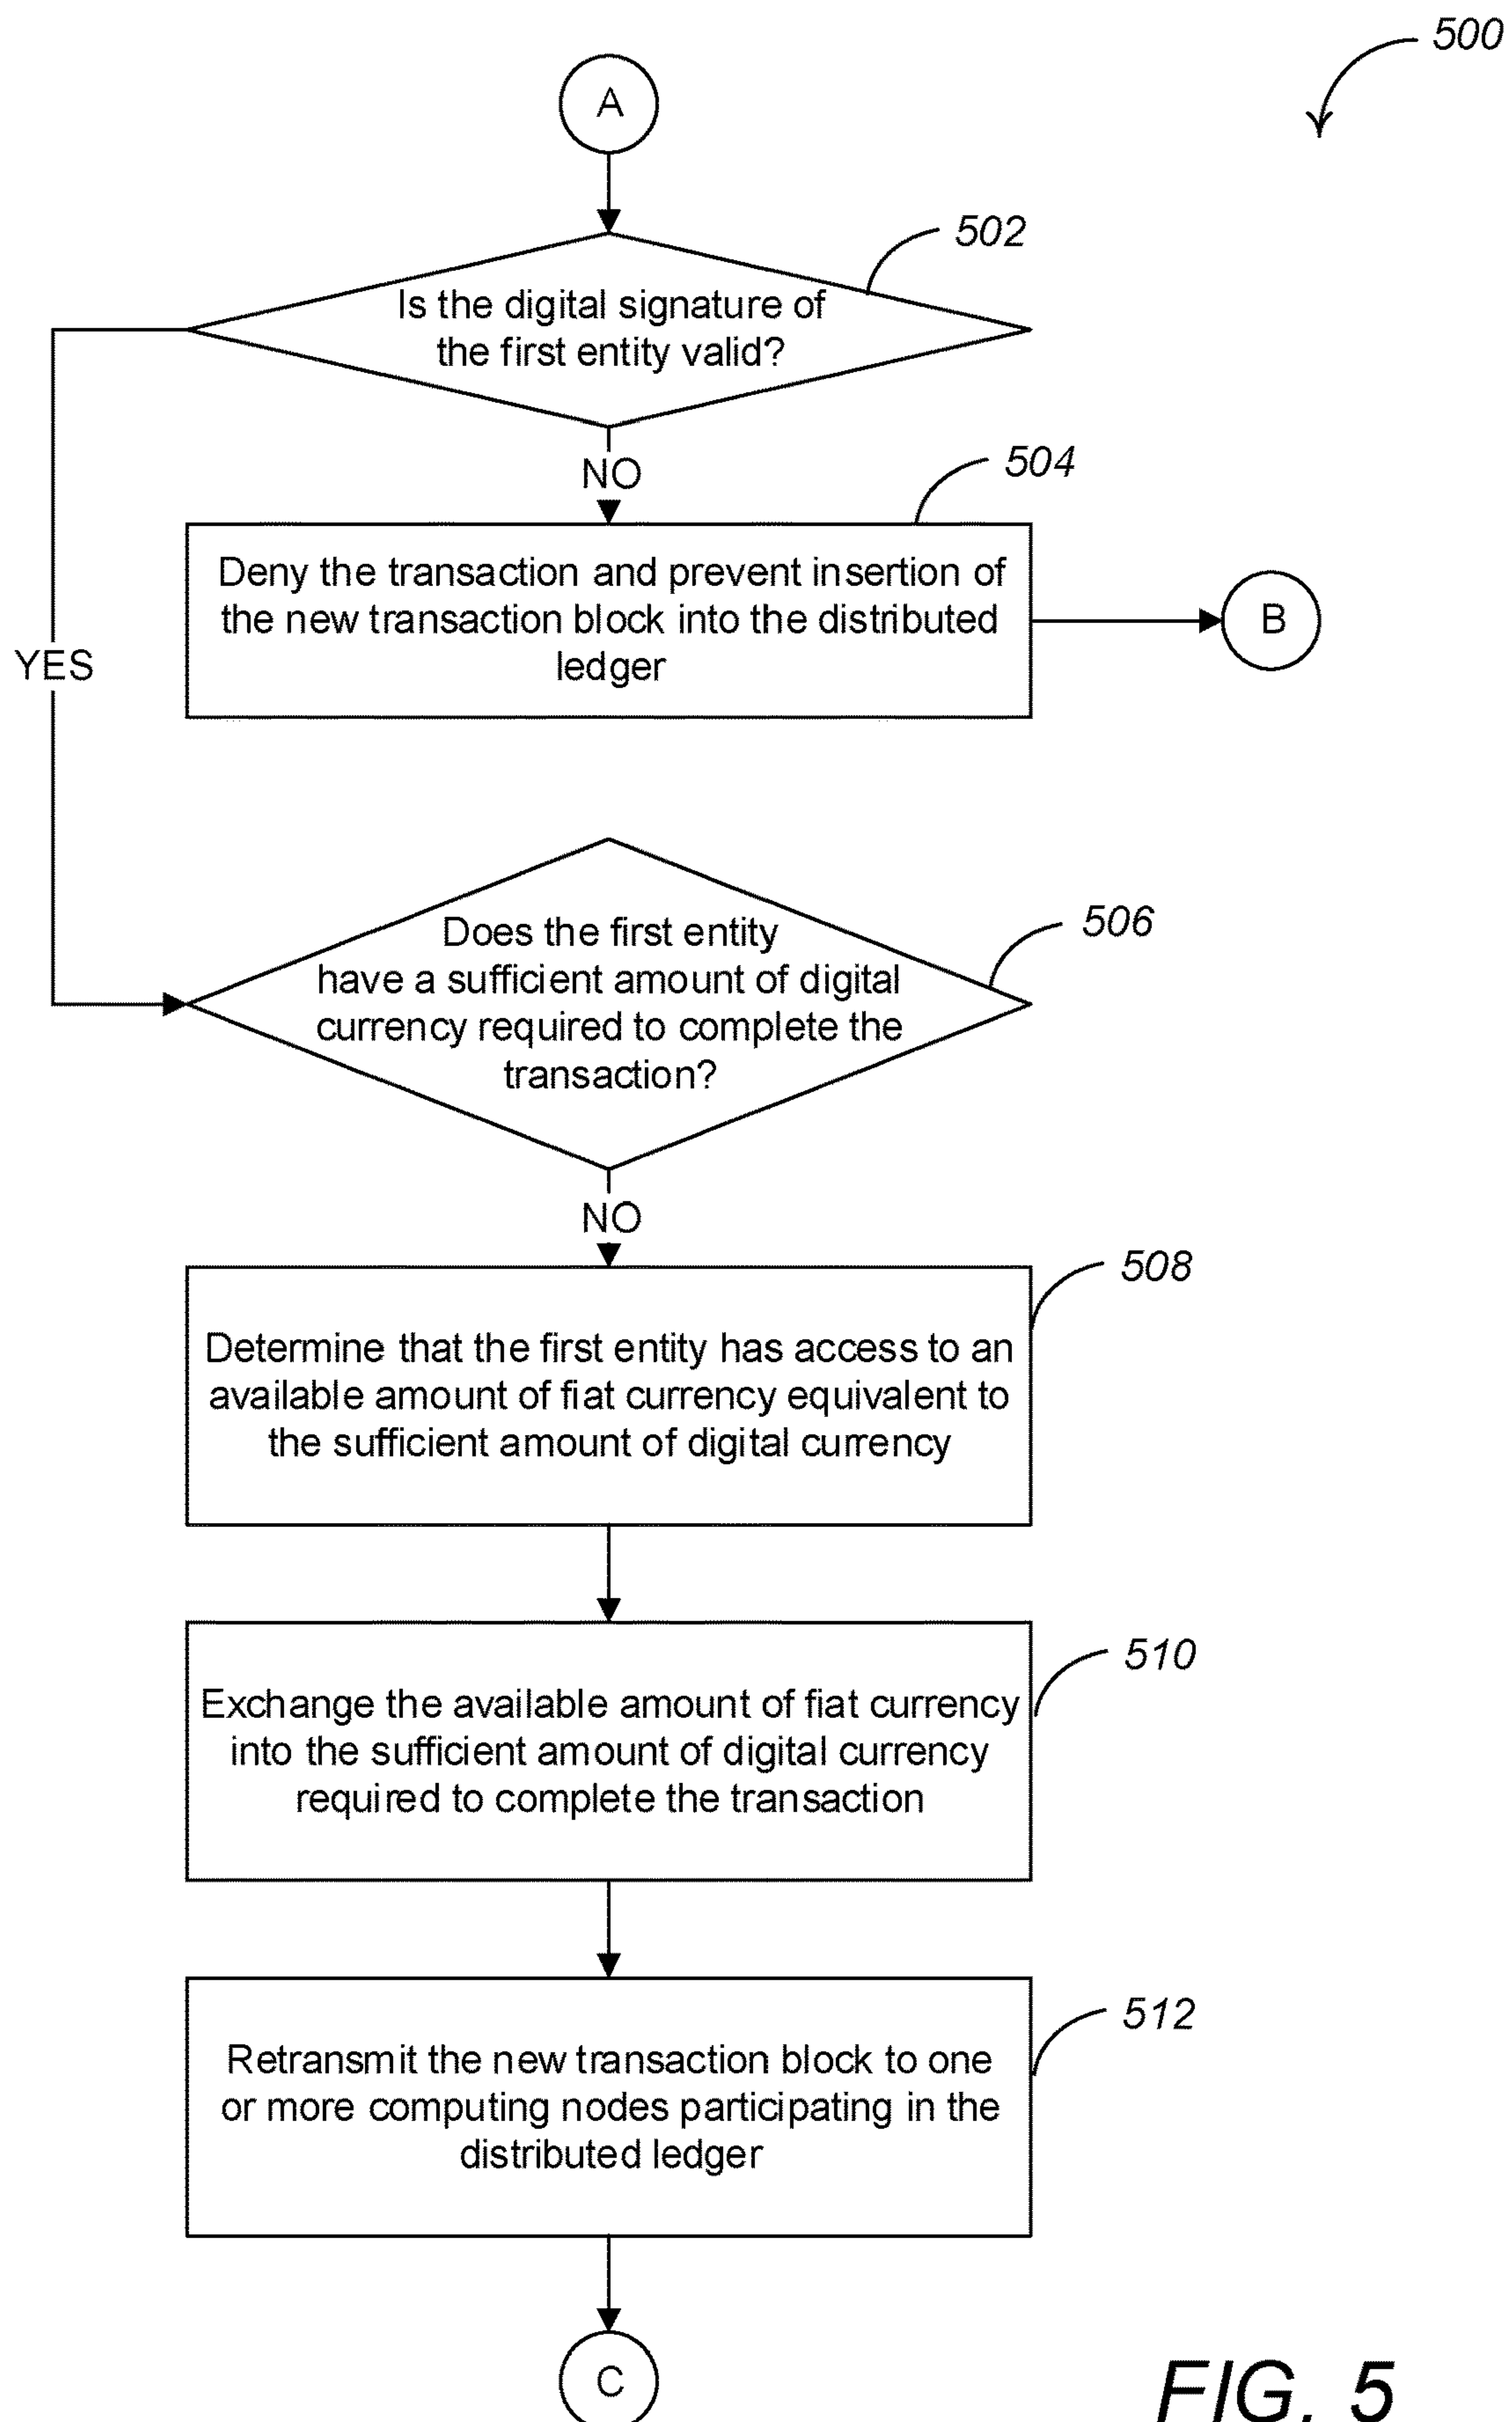 500
A
502
Is the digital signature of
the first entity valid?
NO
504
Deny the transaction and prevent insertion of
the new transaction block into the distributed
ledger
B
YES
506
Does the first entity
have a sufficient amount of digital
currency required to complete the
transaction?
NO
508
Determine that the first entity has access to an
available amount of fiat currency equivalent to
the sufficient amount of digital currency
510
Exchange the available amount of fiat currency
into the sufficient amount of digital currency
required to complete the transaction
512
Retransmit the new transaction block to one
or more computing nodes participating in the
distributed ledger
C
FIG. 5